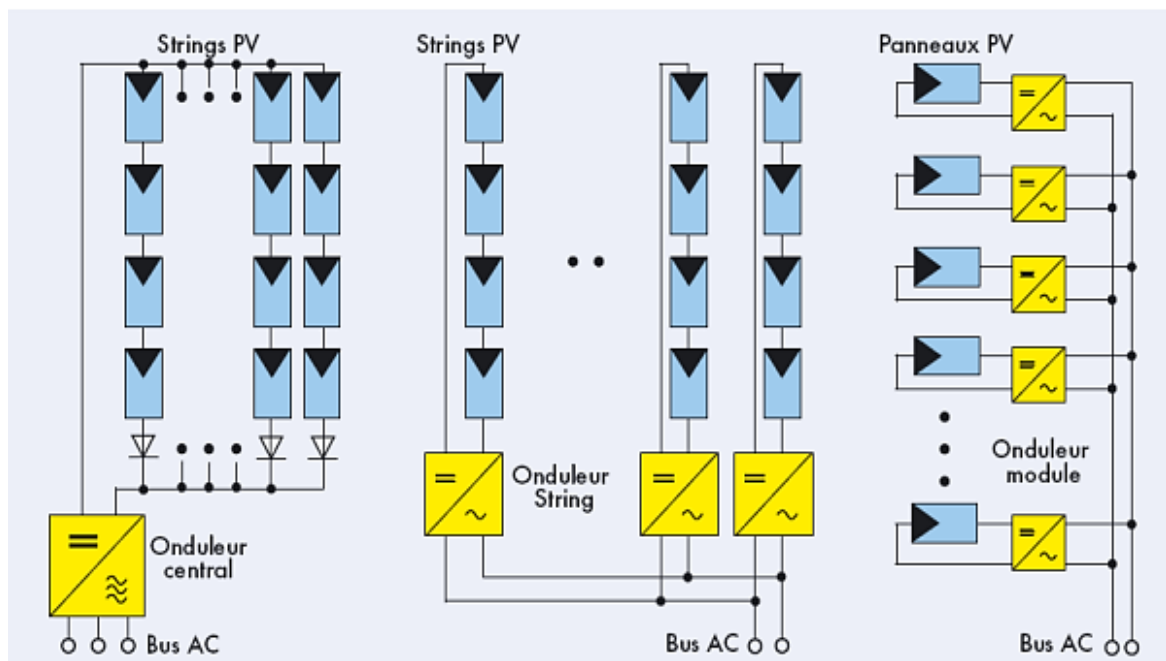 Strings PV
Strings PV
Panneaux PV
Onduleur
central
Bus AC
Onduleur
String
Bus AC
Onduleur
module
Bus AC